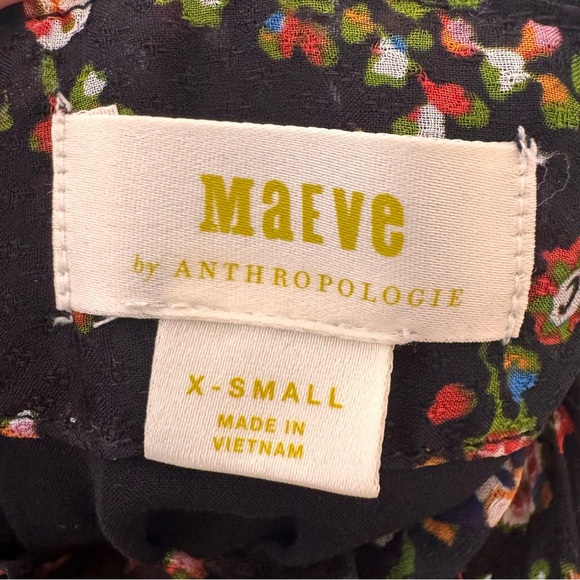 MaEve
by ANTHROPOLOGIE
X-SMALL
MADE IN
VIETNAM